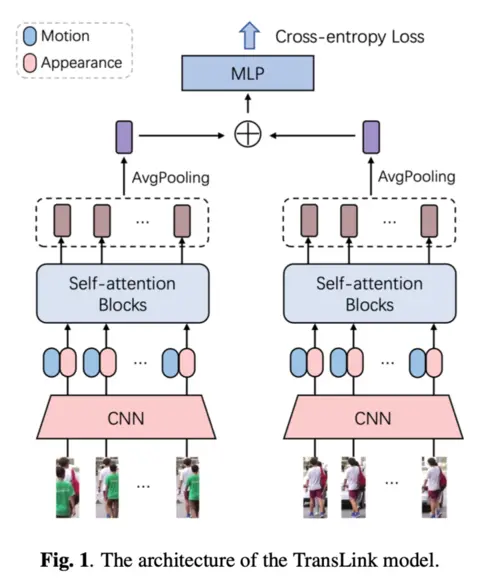 Motion
Appearance
Cross-entropy Loss
MLP
AvgPooling
AvgPooling
...
...
Self-attention
Blocks
Self-attention
Blocks
...
...
CNN
CNN
...
...
Fig. 1. The architecture of the TransLink model.